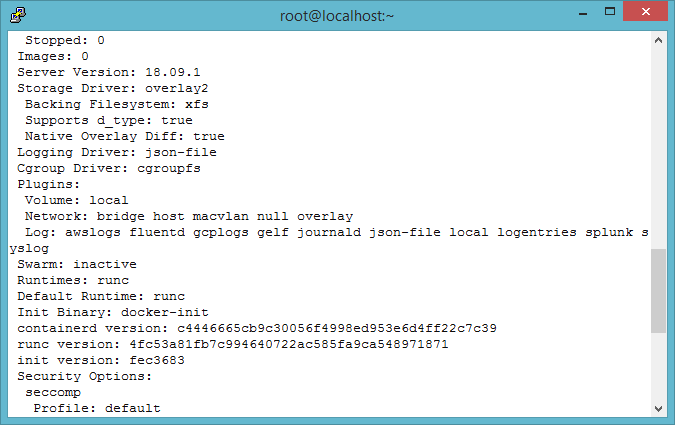 root@localhost:~
Stopped: 0
Images: 0
Server Version: 18.09.1
Storage Driver: overlay2
Backing Filesystem: xfs
Supports d_type: true
Native Overlay Diff: true
Logging Driver: json-file
Cgroup Driver: cgroupfs
Plugins:
Volume: local
Network: bridge host macvlan null overlay
Log: awslogs fluentd gcplogs gelf journald json-file local logentries splunk s
yslog
Swarm: inactive
Runtimes: runc
Default Runtime: runc
Init Binary: docker-init
containerd version: c4446665cb9c30056f4998ed953e6d4ff22c7c39
runc version: 4fc53a81fb7c994640722ac585fa9ca548971871
init version: fec3683
Security Options:
seccomp
Profile: default